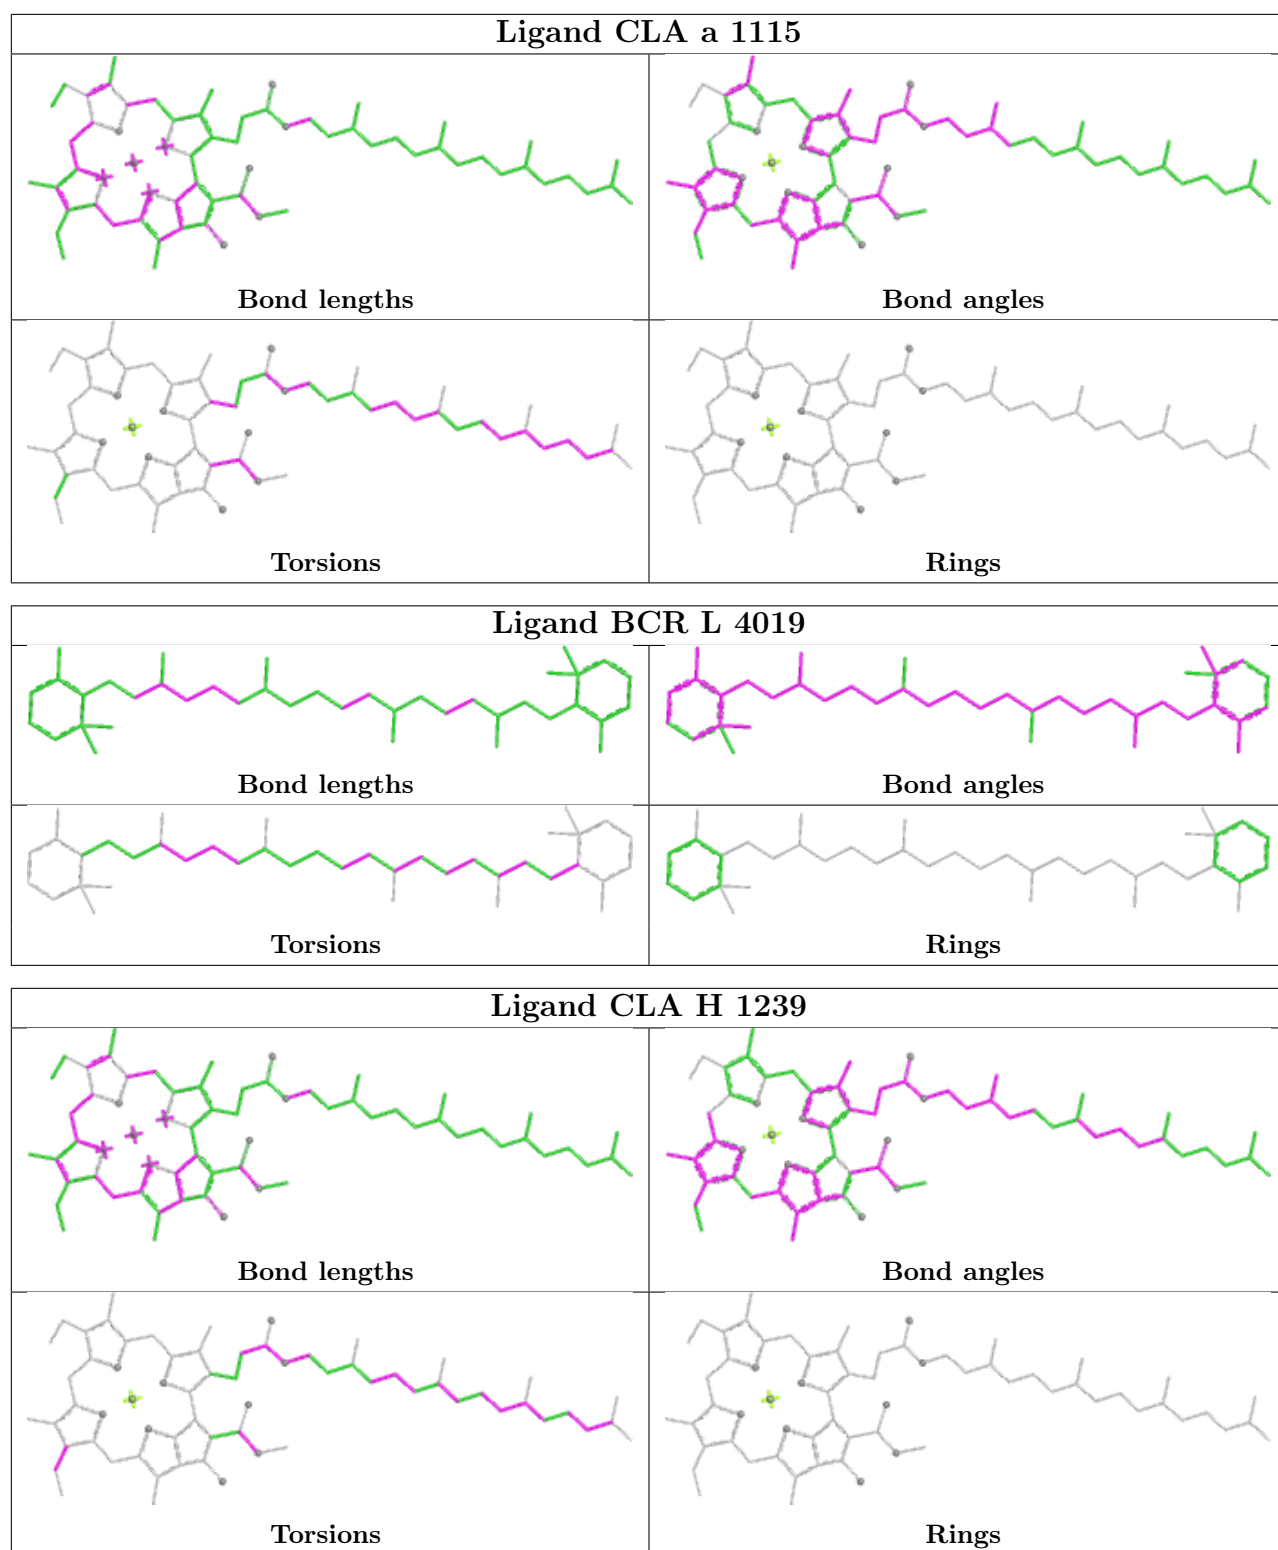 Ligand CLA a 1115
Bond lengths
Bond angles
Torsions
Rings
Ligand BCR L 4019
Bond lengths
Bond angles
Torsions
Rings
Ligand CLA H 1239
Bond lengths
Bond angles
Torsions
Rings